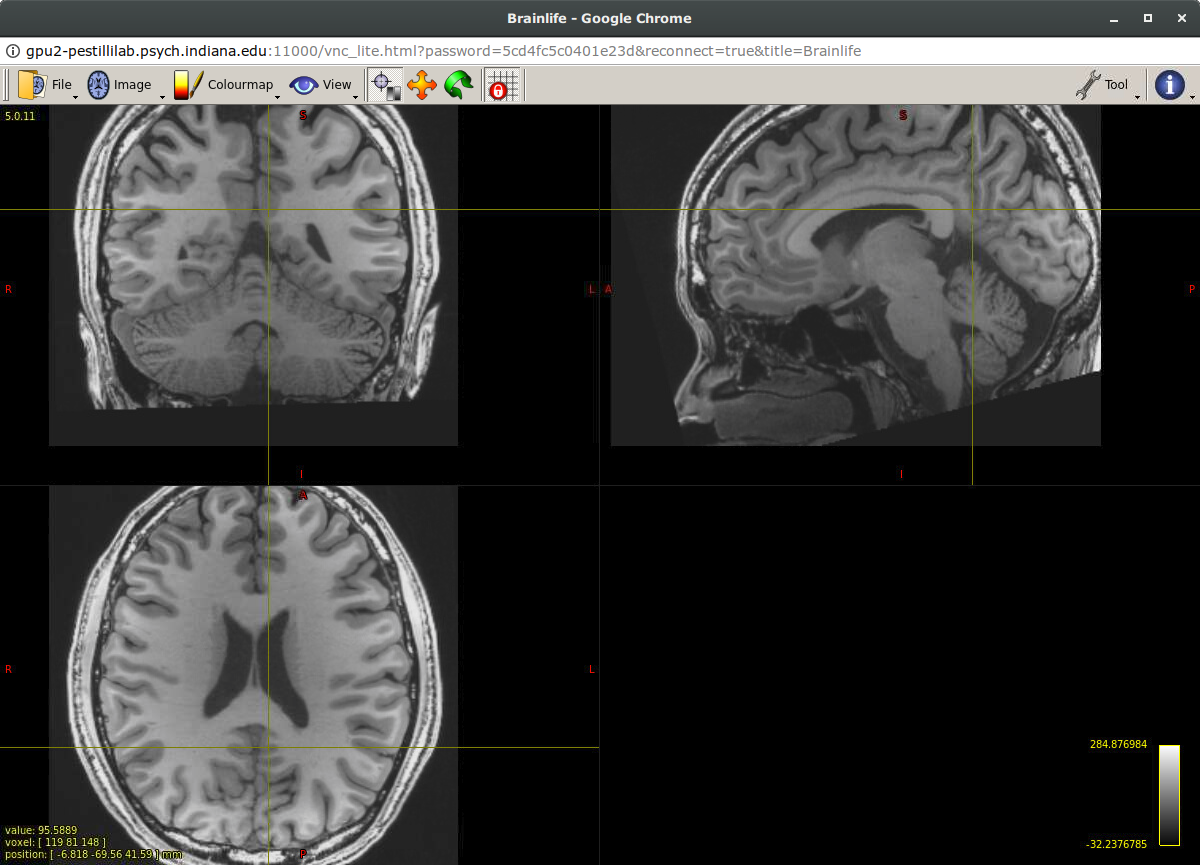 Brainlife - Google Chrome
gpu2-pestillilab.psych.indiana.edu:11000/vnc_lite.html?password=5cd4fc5c0401e23d&reconnect=true&title=Brainlife
File Image Colourmap View Tool
5.0.11
S S
R L A P
I I
A
R L
284.876984
value: 95.5889
voxel: [ 119 81 148 ]
-32.2376785
position: [ -6.818 -69.56 41.59 ] mm P